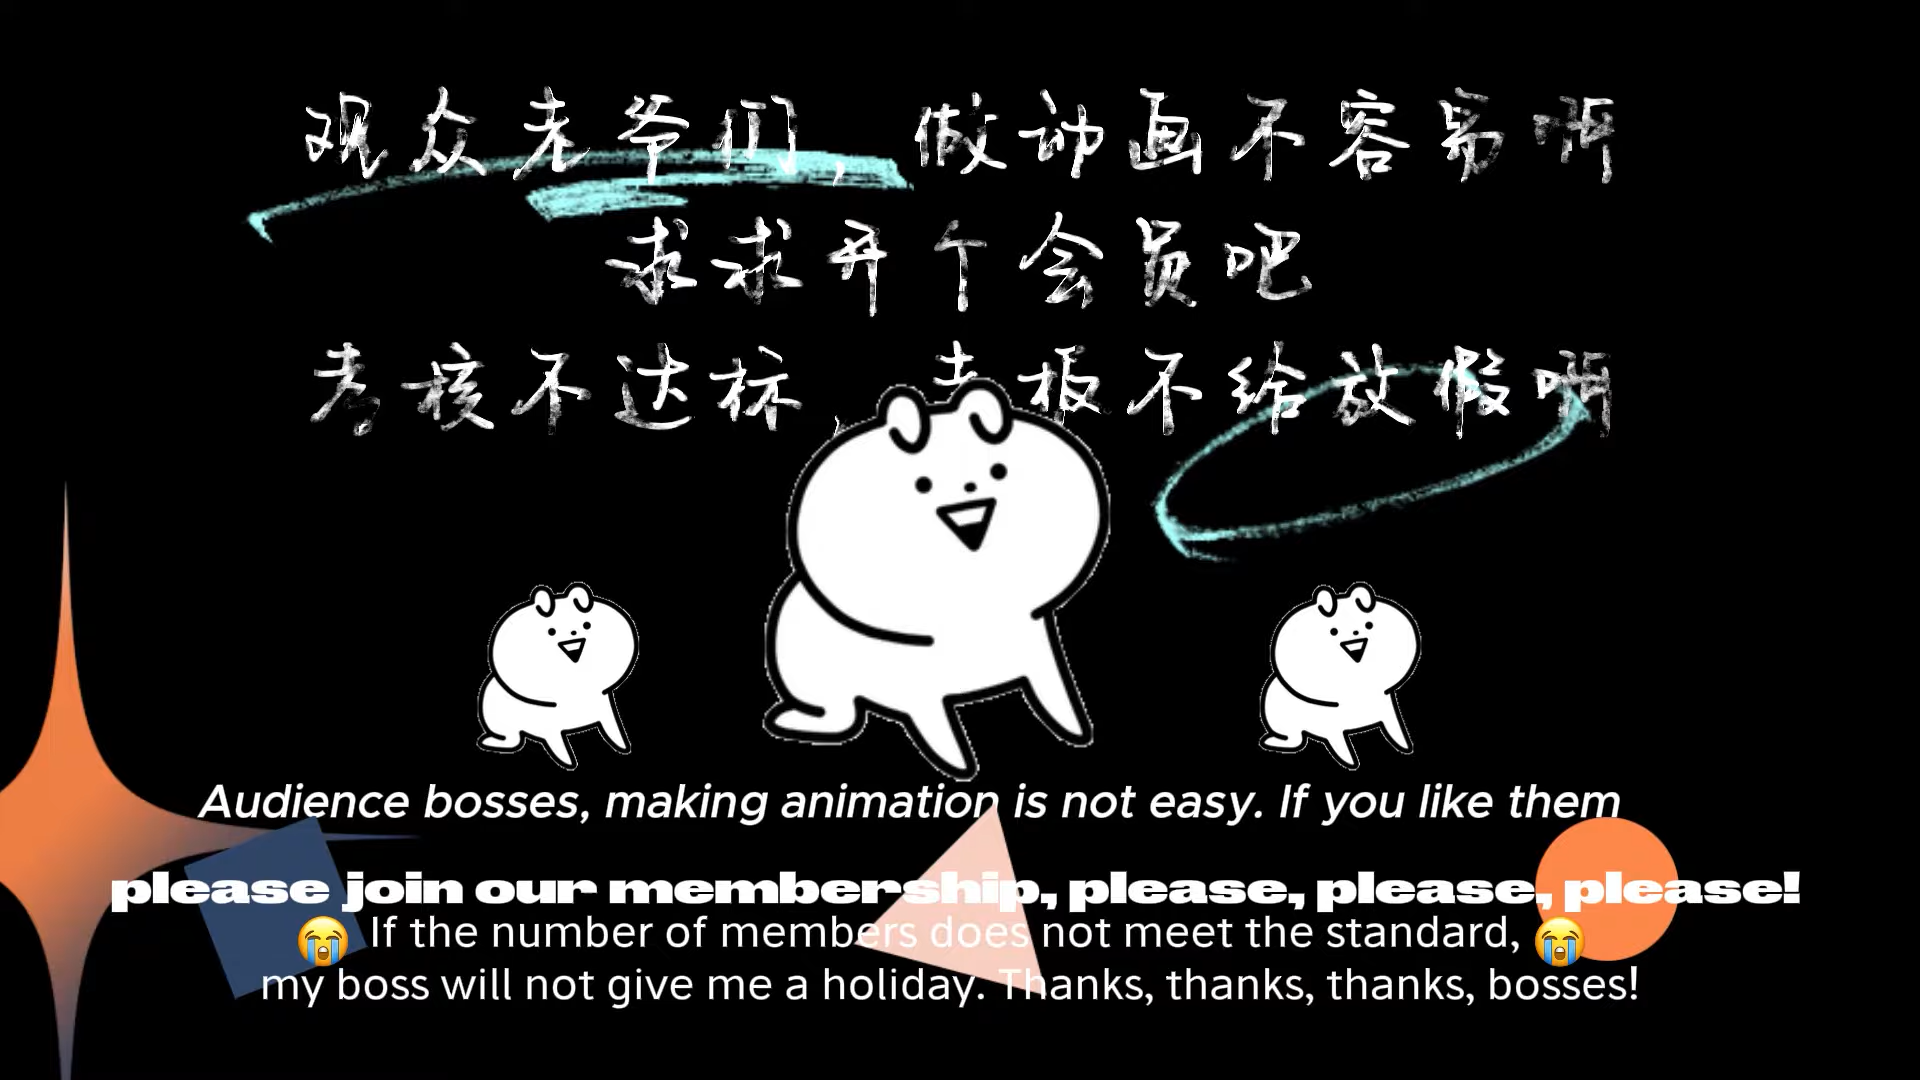 观众老爷们，做动画不容易啊
求求开个会员吧
考核不达标，老板不给放假啊
Audience bosses, making animation is not easy. If you like them
please join our membership, please, please, please!
😭 If the number of members does not meet the standard, 😭
my boss will not give me a holiday. Thanks, thanks, thanks, bosses!